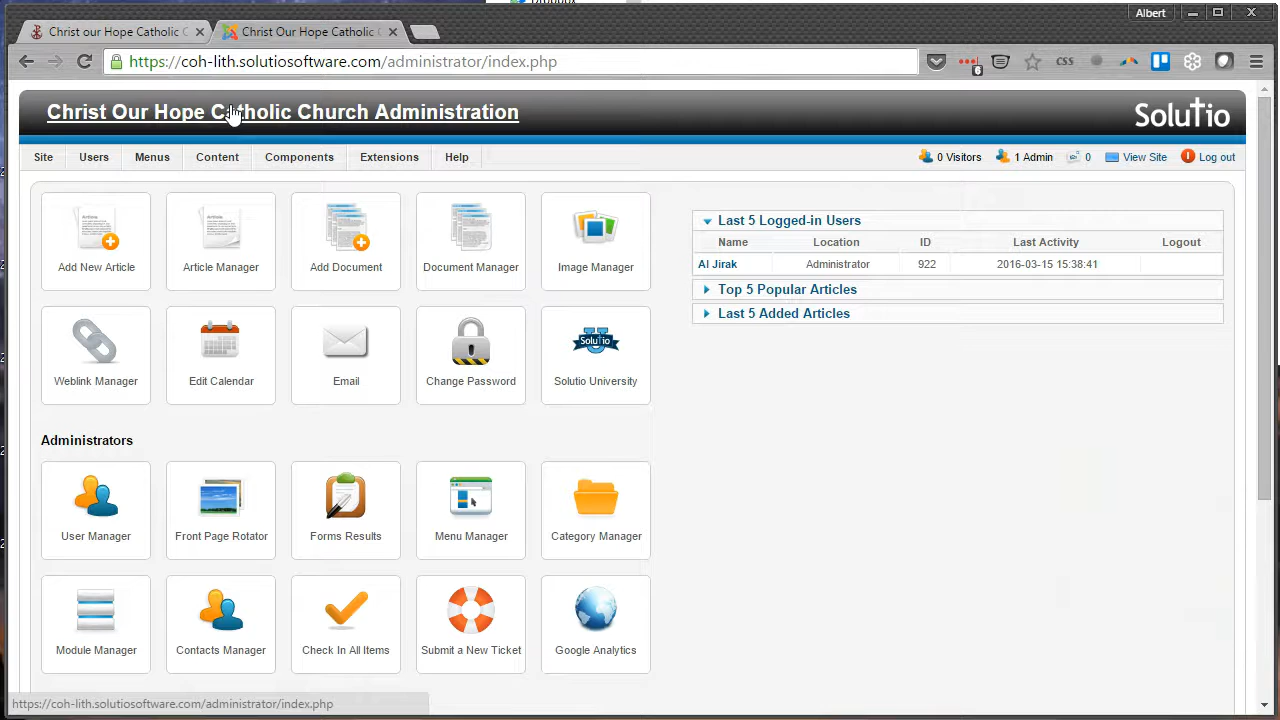 Dropbox
Albert
Christ our Hope Catholic C
Christ Our Hope Catholic C
https://coh-lith.solutiosoftware.com/administrator/index.php
6
CSS
Christ Our Hope Catholic Church Administration
Solutio
Site Users Menus Content Components Extensions Help
0 Visitors 1 Admin 0 View Site Log out
Article
Add New Article
Article
Article Manager
Add Document
Document Manager
Image Manager
Last 5 Logged-in Users
Name Location ID Last Activity Logout
Al Jirak Administrator 922 2016-03-15 15:38:41
Top 5 Popular Articles
Last 5 Added Articles
Weblink Manager
Edit Calendar
Email
Change Password
Solutio
U
Solutio University
Administrators
User Manager
Front Page Rotator
Forms Results
Menu Manager
Category Manager
Module Manager
Contacts Manager
Check In All Items
Submit a New Ticket
Google Analytics
https://coh-lith.solutiosoftware.com/administrator/index.php